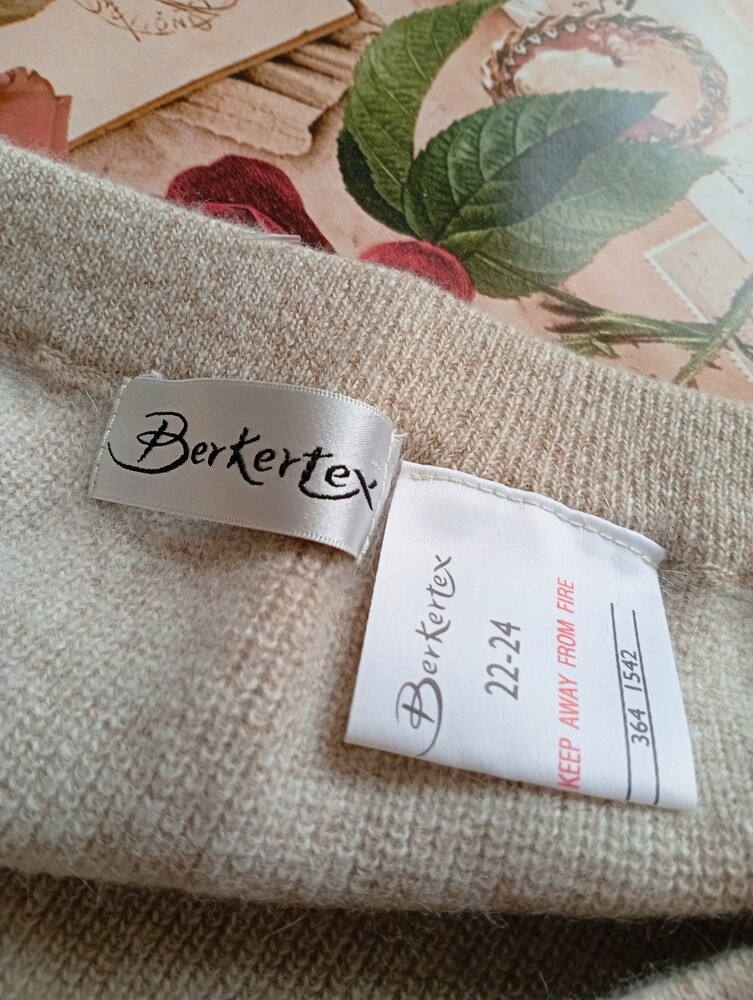 Berkertex
Berkertex
22-24
KEEP AWAY FROM FIRE
364 1542